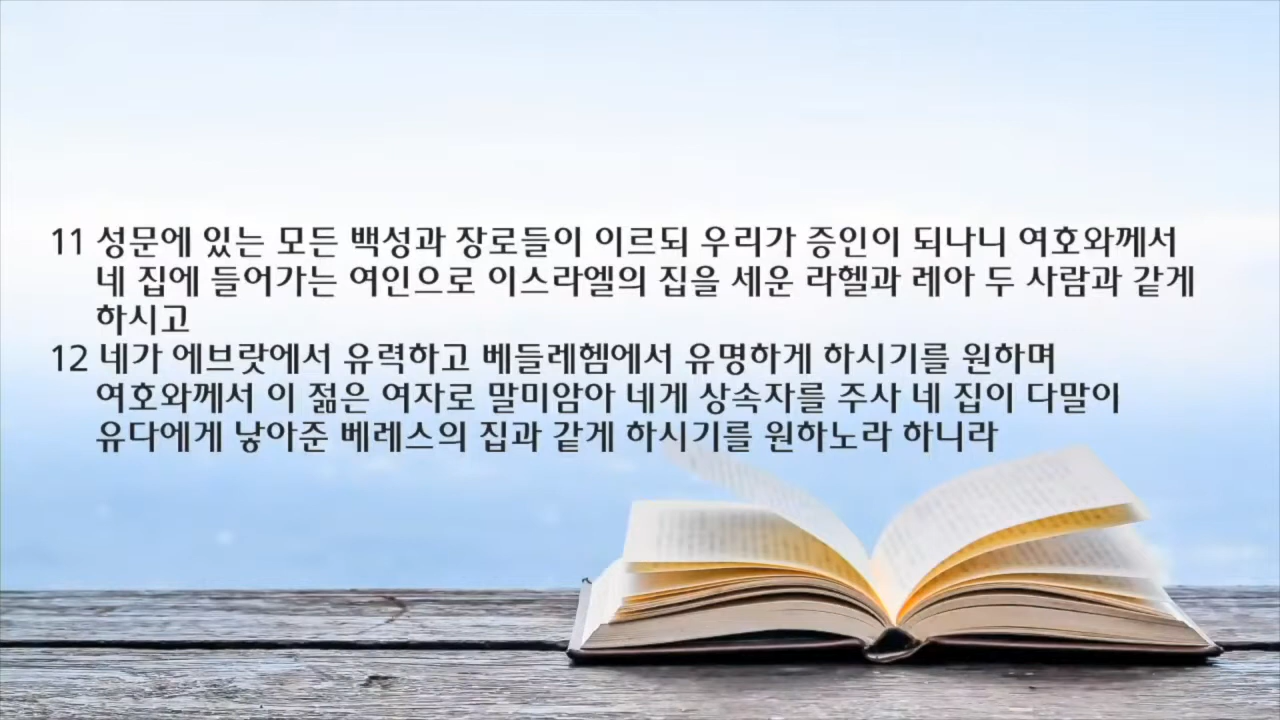 11 성문에 있는 모든 백성과 장로들이 이르되 우리가 증인이 되나니 여호와께서
네 집에 들어가는 여인으로 이스라엘의 집을 세운 라헬과 레아 두 사람과 같게
하시고
12 네가 에브랏에서 유력하고 베들레헴에서 유명하게 하시기를 원하며
여호와께서 이 젊은 여자로 말미암아 네게 상속자를 주사 네 집이 다말이
유다에게 낳아준 베레스의 집과 같게 하시기를 원하노라 하니라